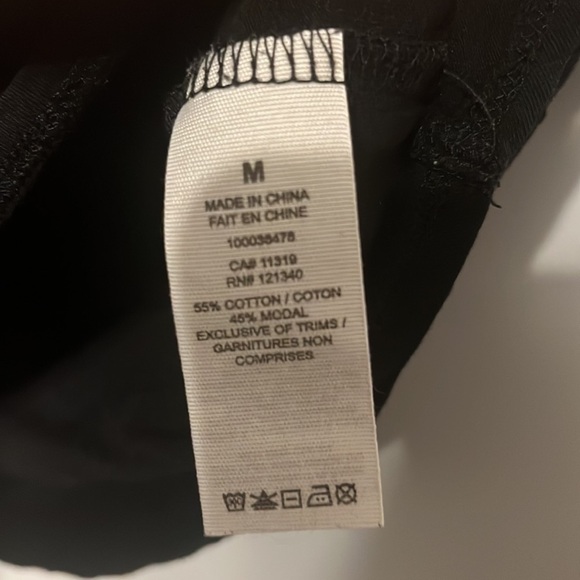 M
MADE IN CHINA
FAIT EN CHINE
100038478
CA# 11319
RN# 121340
55% COTTON / COTON
45% MODAL
EXCLUSIVE OF TRIMS /
GARNITURES NON
COMPRISES